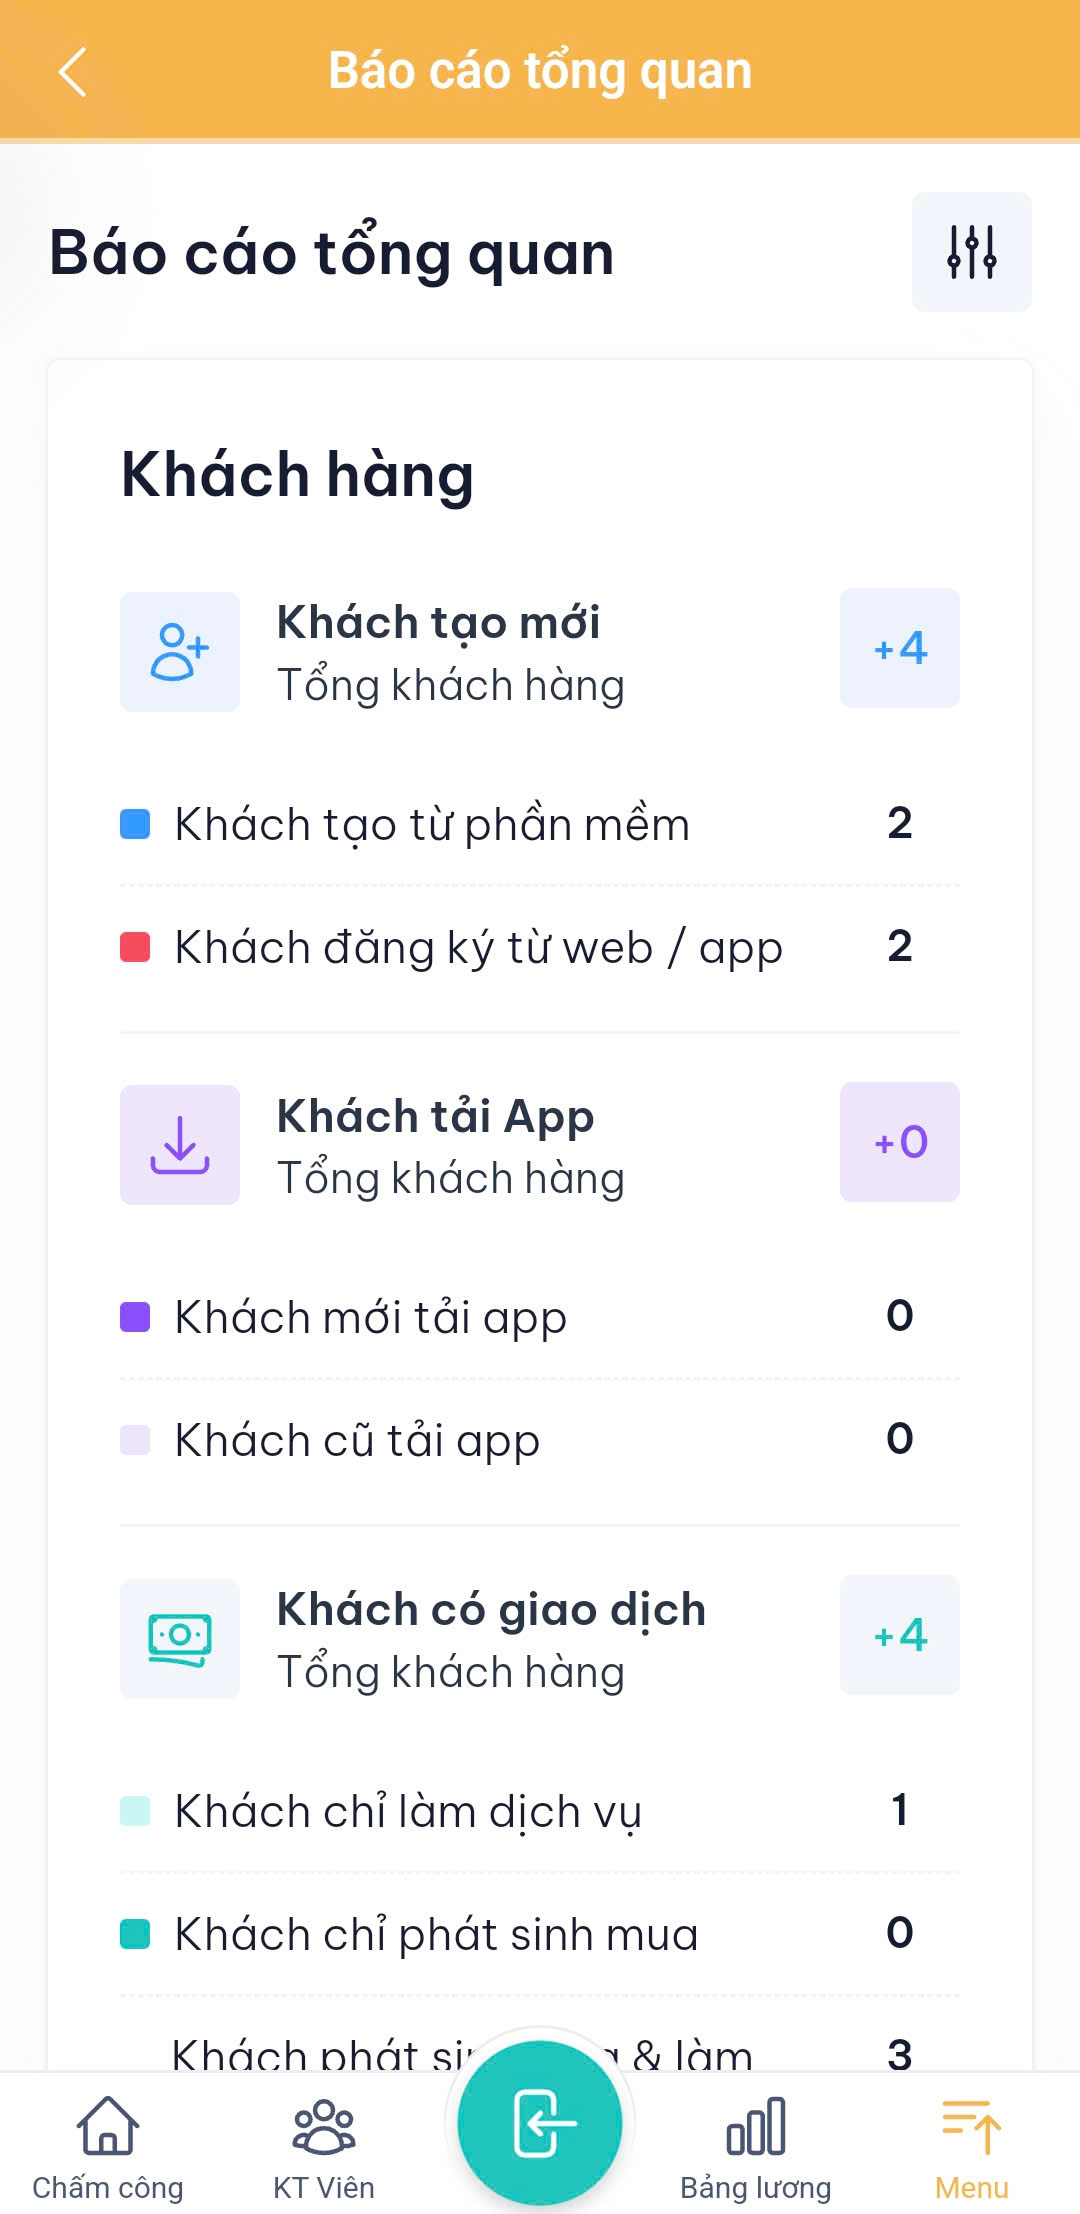 Báo cáo tổng quan
Báo cáo tổng quan
Khách hàng
Khách tạo mới
Tổng khách hàng
+4
Khách tạo từ phần mềm 2
Khách đăng ký từ web / app 2
Khách tải App
Tổng khách hàng
+0
Khách mới tải app 0
Khách cũ tải app 0
Khách có giao dịch
Tổng khách hàng
+4
Khách chỉ làm dịch vụ 1
Khách chỉ phát sinh mua 0
Khách phát & làm 3
Chấm công
KT Viên
Bảng lương
Menu